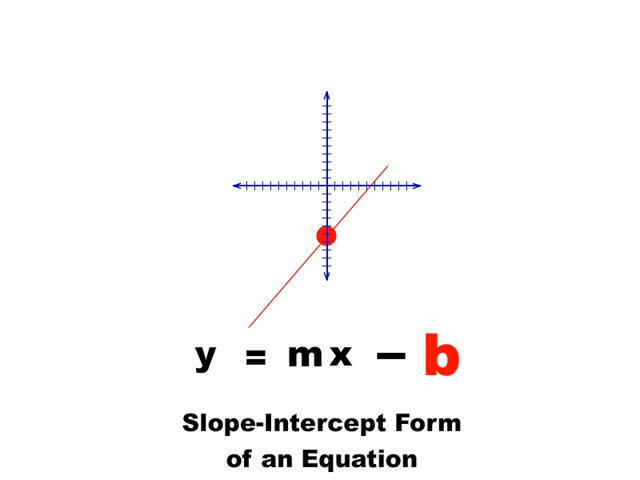 y = mx − b
Slope-Intercept Form
of an Equation